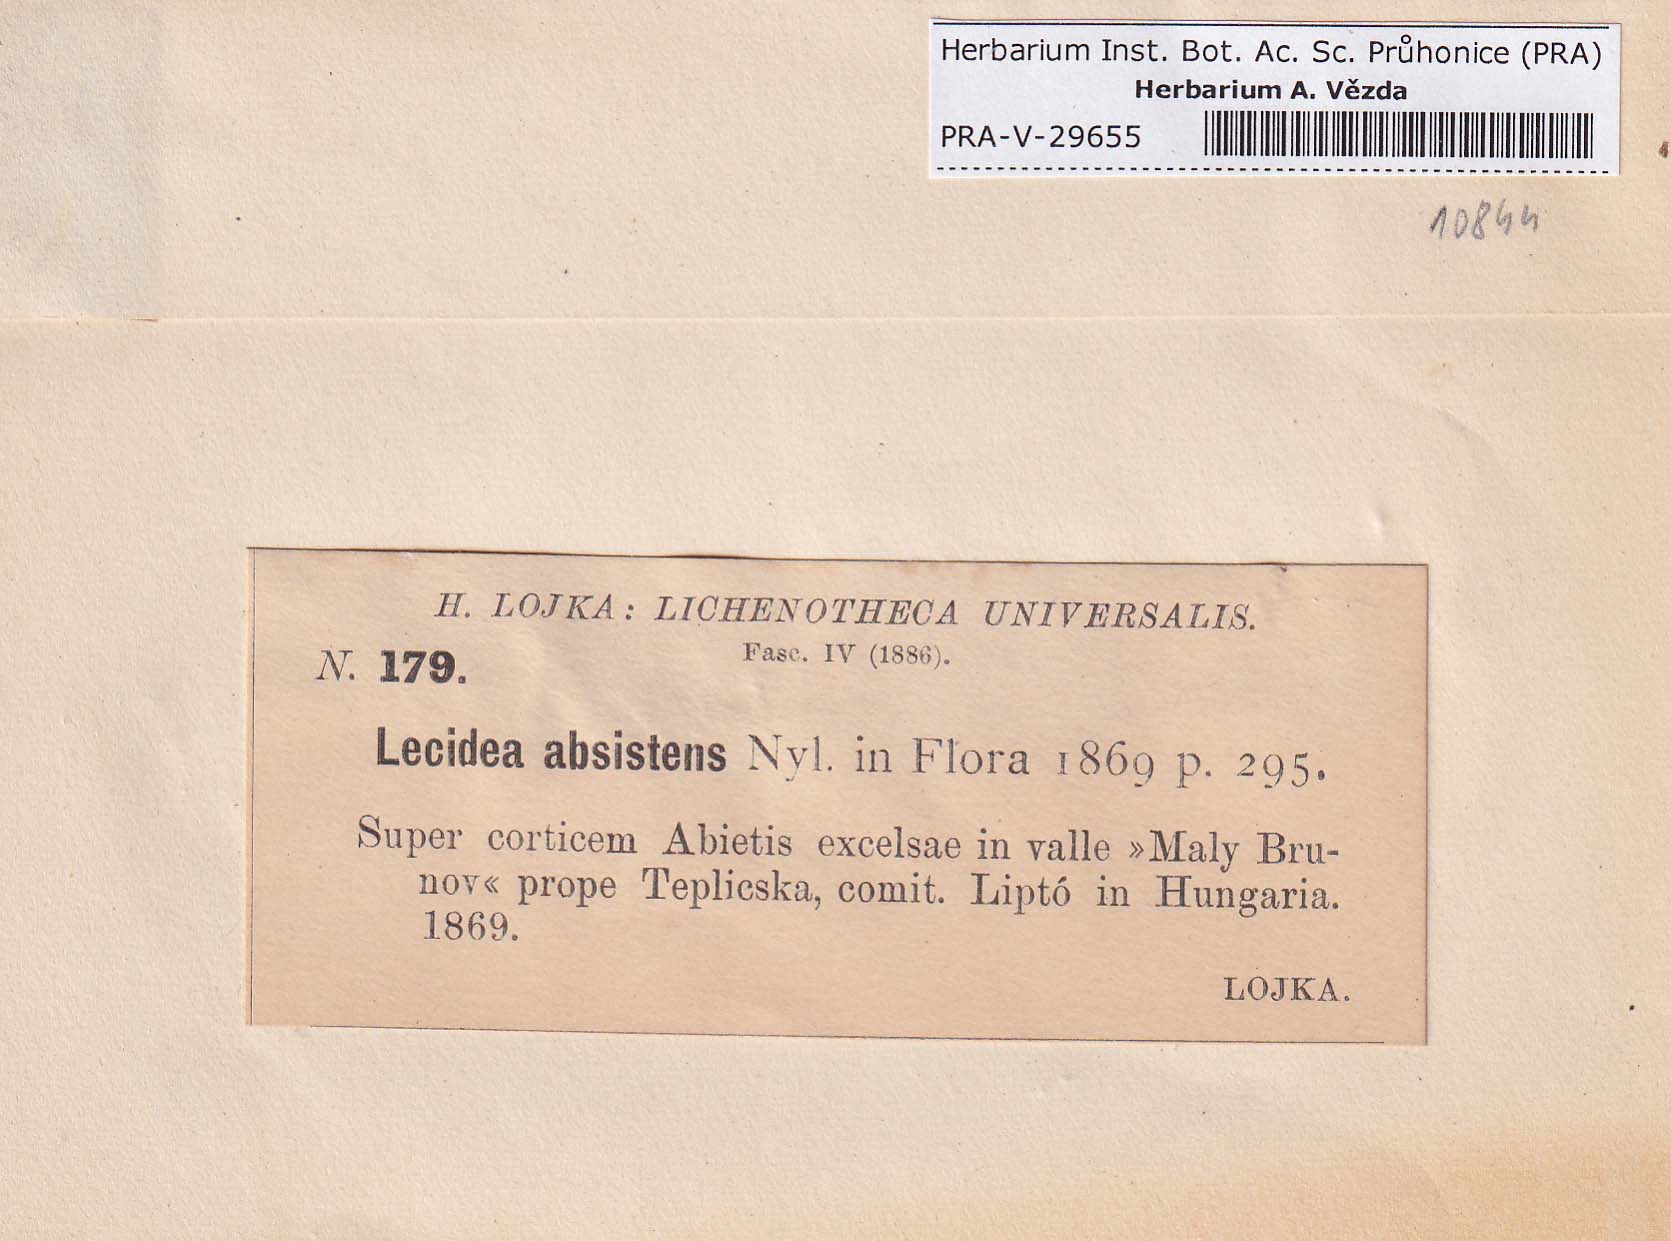 Herbarium Inst. Bot. Ac. Sc. Průhonice (PRA)
Herbarium A. Vězda
PRA-V-29655
10844
H. LOJKA: LICHENOTHECA UNIVERSALIS.
Fasc. IV (1886).
N. 179.
Lecidea absistens Nyl. in Flora 1869 p. 295.
Super corticem Abietis excelsae in valle »Maly Bru-
nov« prope Teplicska, comit. Liptó in Hungaria.
1869.
LOJKA.